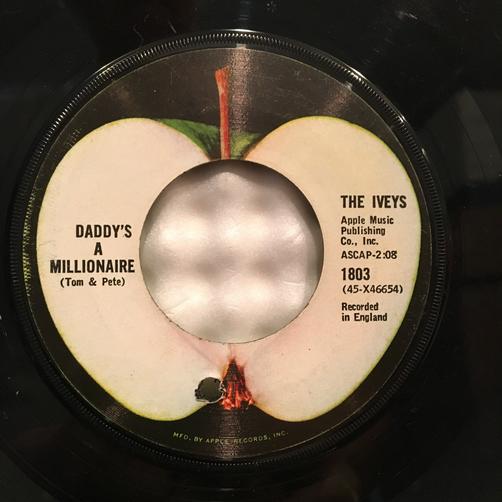 DADDY'S
A
MILLIONAIRE
(Tom & Pete)
THE IVEYS
Apple Music
Publishing
Co., Inc.
ASCAP-2:08
1803
(45-X46654)
Recorded
in England
MFD. BY APPLE RECORDS, INC.